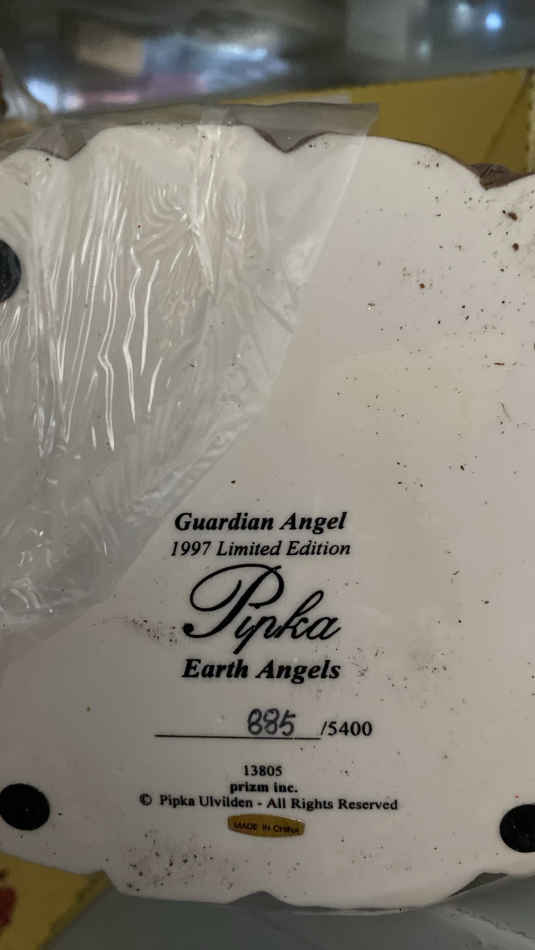 Guardian Angel
1997 Limited Edition
Pipka
Earth Angels
885/5400
13805
prizm inc.
© Pipka Ulvilden - All Rights Reserved
MADE IN CHINA